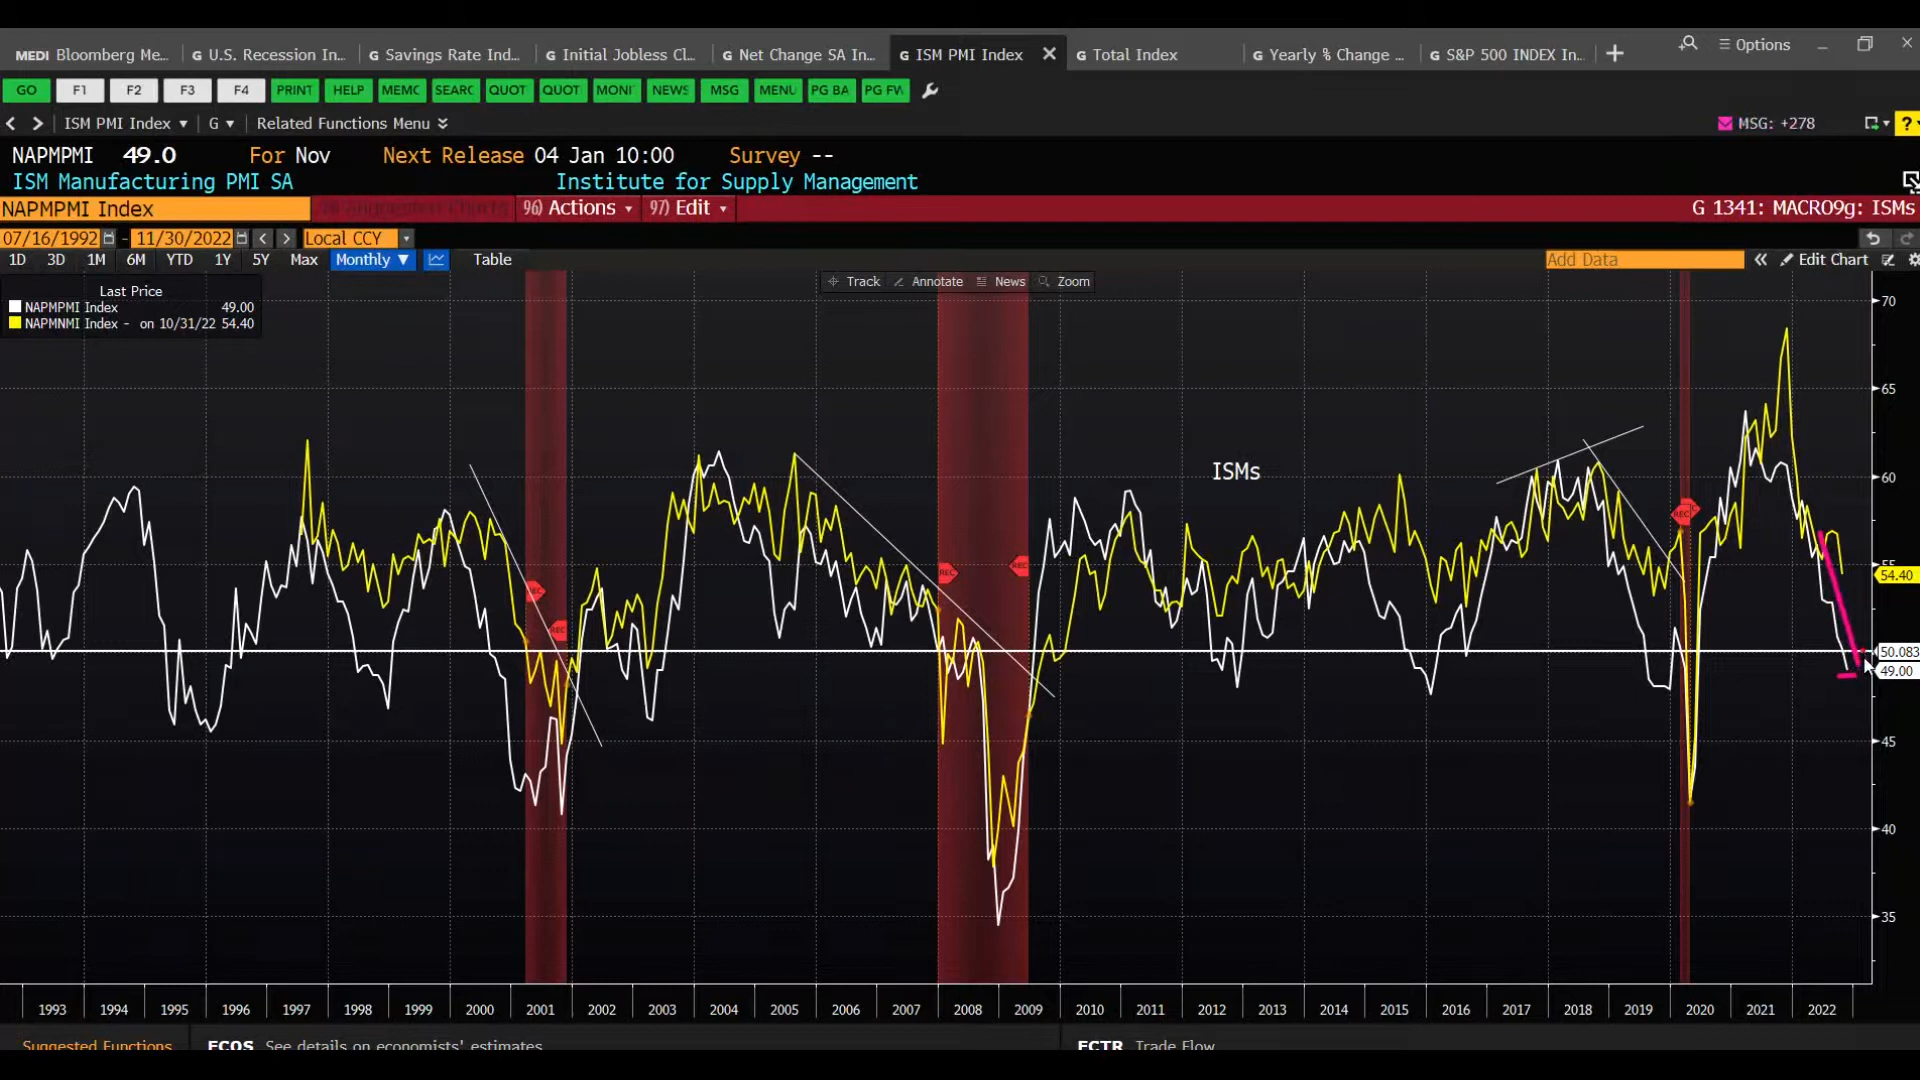 MEDI Bloomberg Me... G U.S. Recession In... G Savings Rate Ind... G Initial Jobless Cl... G Net Change SA In... G ISM PMI Index G Total Index G Yearly % Change ... G S&P 500 INDEX In... Options
GO F1 F2 F3 F4 PRINT HELP MEMC SEARC QUOT QUOT MONI NEWS MSG MENU PG BA PG FW
ISM PMI Index G Related Functions Menu MSG: +278 ?
NAPMPMI 49.0 For Nov Next Release 04 Jan 10:00 Survey --
ISM Manufacturing PMI SA Institute for Supply Management
NAPMPMI Index 96) Actions 97) Edit G 1341: MACRO9g: ISMs
07/16/1992 - 11/30/2022 Local CCY
1D 3D 1M 6M YTD 1Y 5Y Max Monthly Table Add Data Edit Chart
Track Annotate News Zoom
Last Price
NAPMPMI Index 49.00
NAPMNMI Index - on 10/31/22 54.40
ISMs
70
65
60
55
54.40
50.083
49.00
45
40
35
REC
REC
REC
REC
REC
1993 1994 1995 1996 1997 1998 1999 2000 2001 2002 2003 2004 2005 2006 2007 2008 2009 2010 2011 2012 2013 2014 2015 2016 2017 2018 2019 2020 2021 2022
Suggested Functions ECOS See details on economists' estimates ECTR Trade Flow